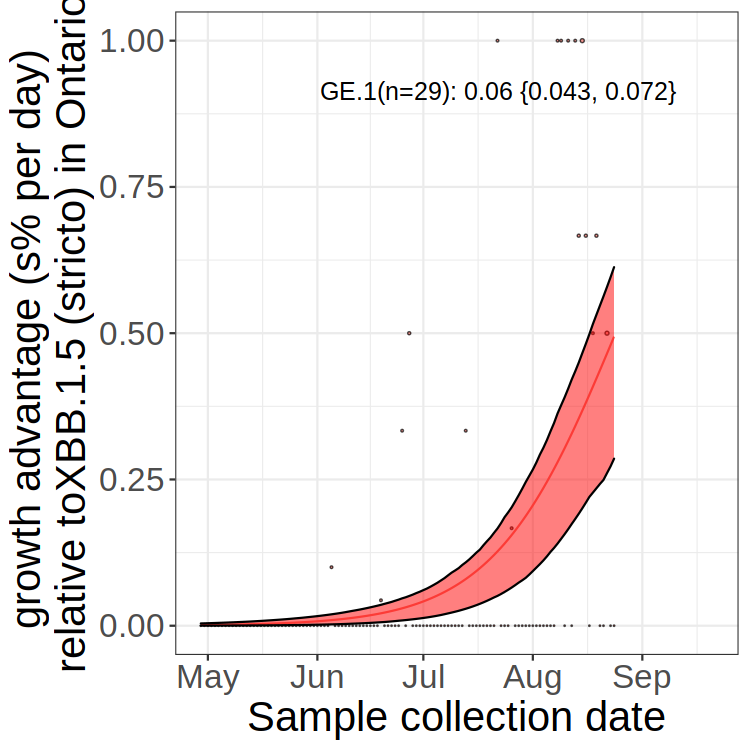 growth advantage (s% per day)
relative toXBB.1.5 (stricto) in Ontario
1.00
0.75
0.50
0.25
0.00
GE.1(n=29): 0.06 {0.043, 0.072}
May Jun Jul Aug Sep
Sample collection date